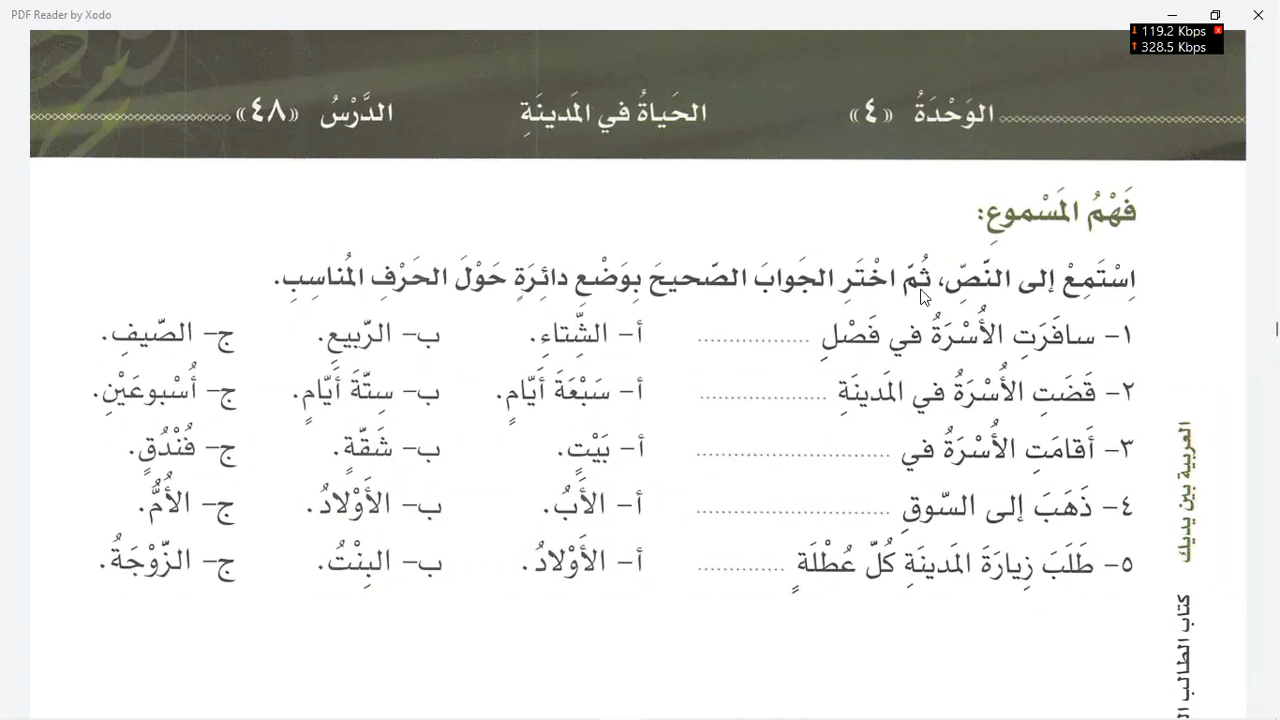 PDF Reader by Xodo
119.2 Kbps x
328.5 Kbps
الوَحْدَةُ «٤» الحَياةُ في المَدينَةِ الدَّرْسُ «٤٨»
فَهْمُ المَسْموعِ:
اِسْتَمِعْ إلى النَّصِّ، ثُمَّ اخْتَرِ الجَوابَ الصَّحيحَ بِوَضْعِ دائِرَةٍ حَوْلَ الحَرْفِ المُناسِبِ.
١- سافَرَتِ الأُسْرَةُ في فَصْلِ ................ أ- الشِّتاءِ. ب- الرَّبيعِ. ج- الصَّيفِ.
٢- قَضَتِ الأُسْرَةُ في المَدينَةِ .................. أ- سَبْعَةَ أَيّامٍ. ب- سِتَّةَ أَيّامٍ. ج- أُسْبوعَيْنِ.
٣- أَقامَتِ الأُسْرَةُ في ........................... أ- بَيْتٍ. ب- شَقَّةٍ. ج- فُنْدُقٍ.
٤- ذَهَبَ إلى السّوقِ ........................... أ- الأَبُ. ب- الأَوْلادُ. ج- الأُمُّ.
٥- طَلَبَ زِيارَةَ المَدينَةِ كُلَّ عُطْلَةٍ ............ أ- الأَوْلادُ. ب- البِنْتُ. ج- الزَّوْجَةُ.
العربية بين يديك
كتاب الطالب